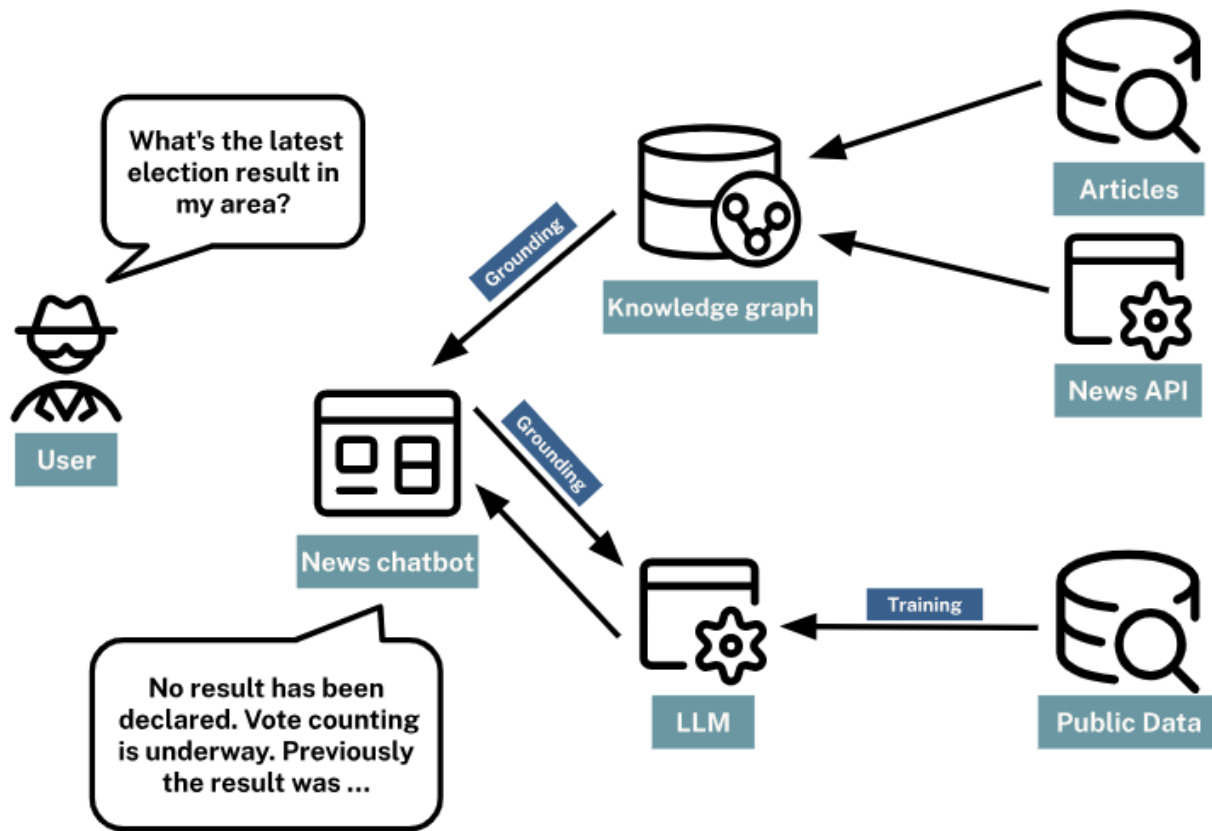 What's the latest
election result in
my area?
User
Grounding
Knowledge graph
Articles
News API
News chatbot
Grounding
No result has been
declared. Vote counting
is underway. Previously
the result was ...
LLM
Training
Public Data